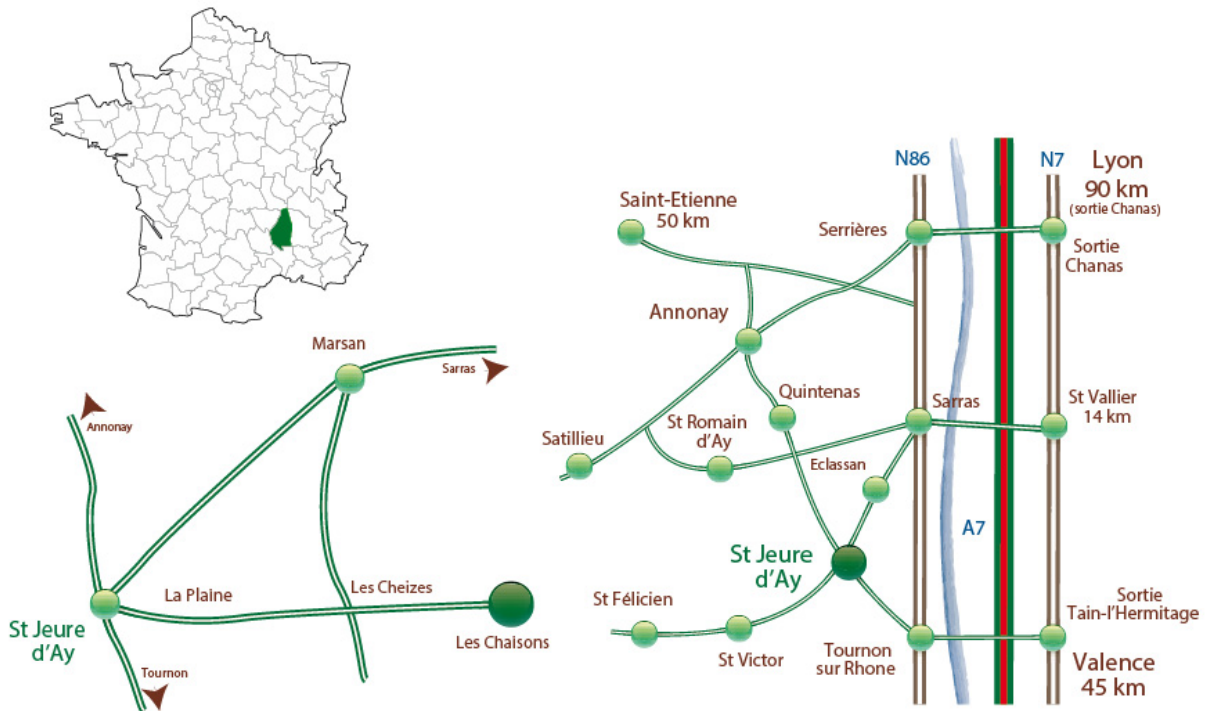 Marsan
Sarras
Annonay
La Plaine
Les Cheizes
St Jeure
d'Ay
Les Chaisons
Tournon
N86
N7
Lyon
90 km
(sortie Chanas)
Saint-Etienne
50 km
Serrières
Sortie
Chanas
Annonay
Quintenas
Sarras
St Vallier
14 km
St Romain
d'Ay
Satillieu
Eclassan
A7
St Jeure
d'Ay
St Félicien
St Victor
Tournon
sur Rhone
Sortie
Tain-l'Hermitage
Valence
45 km